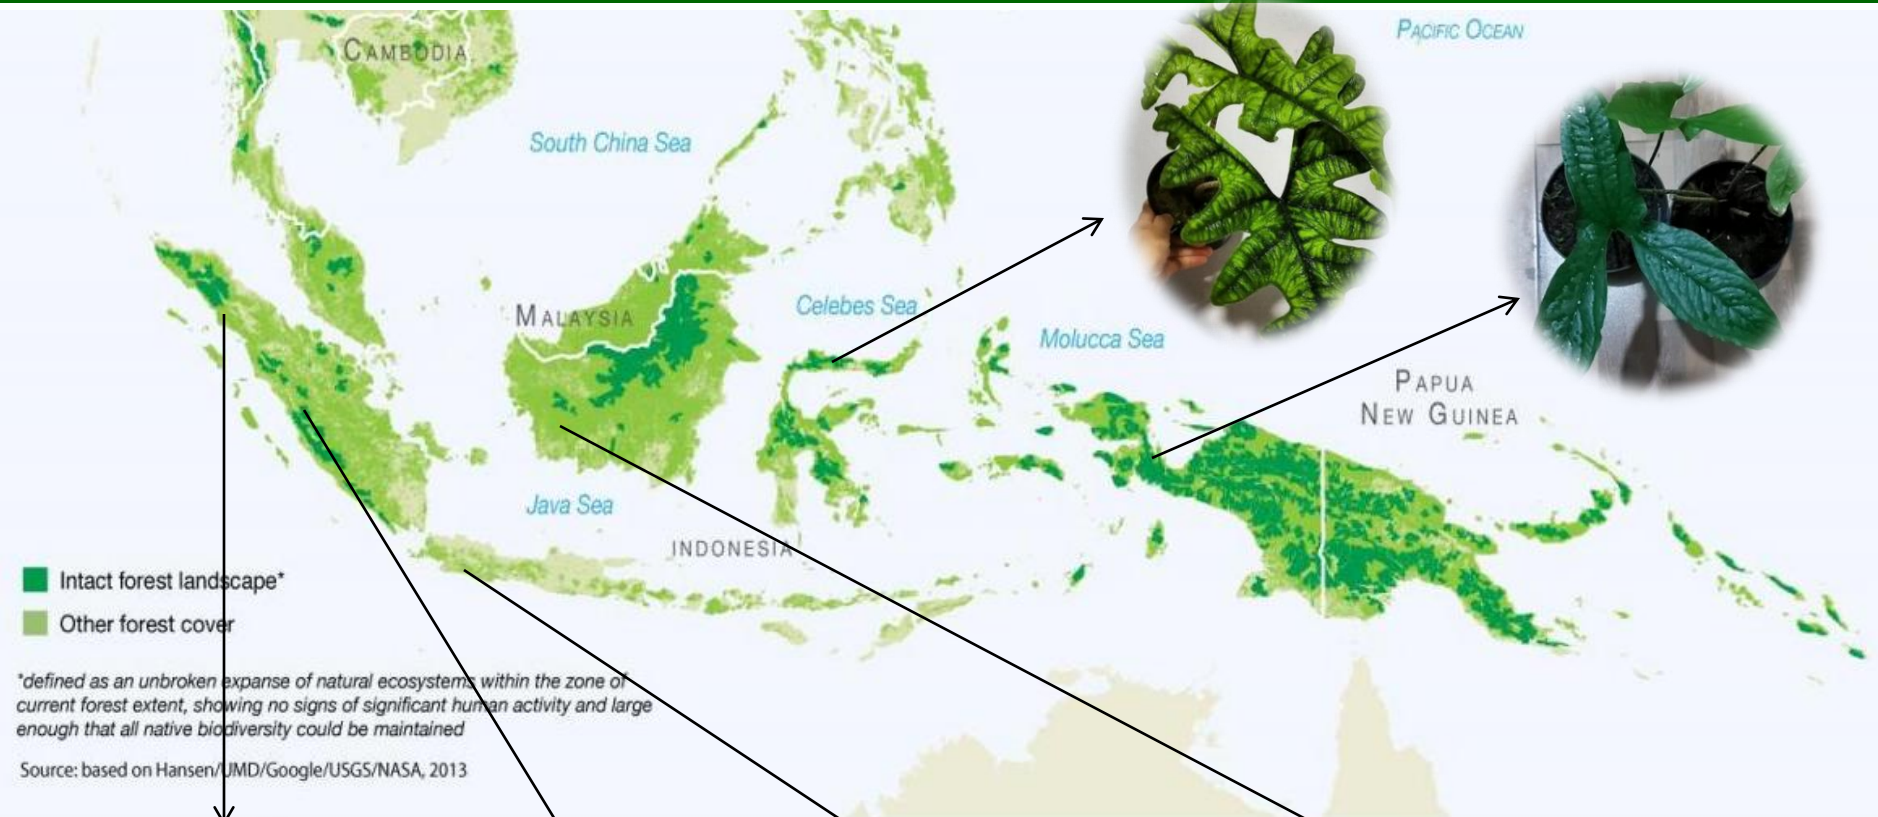 PACIFIC OCEAN
CAMBODIA
South China Sea
MALAYSIA
Celebes Sea
Molucca Sea
PAPUA
NEW GUINEA
Java Sea
INDONESIA
Intact forest landscape*
Other forest cover
*defined as an unbroken expanse of natural ecosystems within the zone of
current forest extent, showing no signs of significant human activity and large
enough that all native biodiversity could be maintained
Source: based on Hansen/UMD/Google/USGS/NASA, 2013